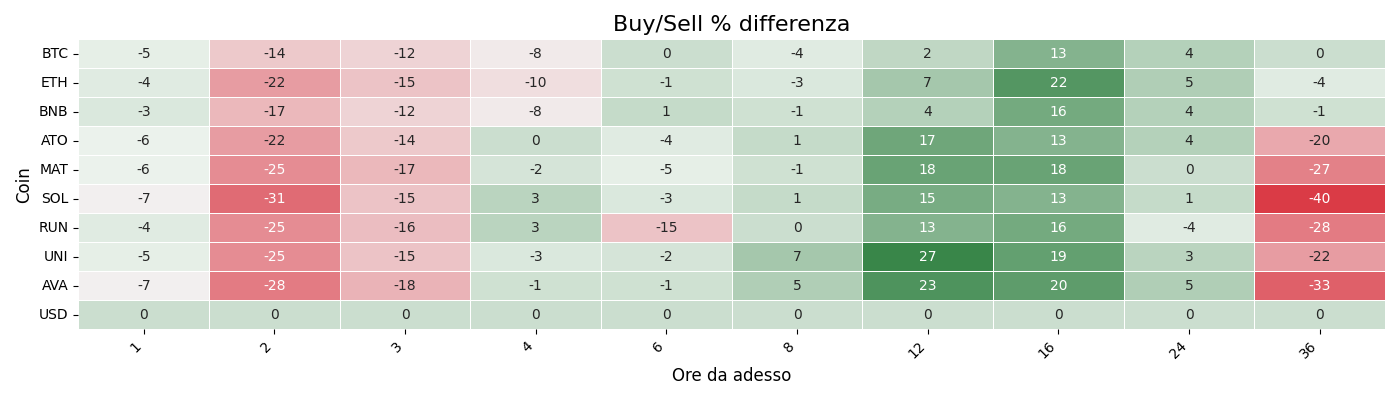 Buy/Sell % differenza
Coin
BTC -5 -14 -12 -8 0 -4 2 13 4 0
ETH -4 -22 -15 -10 -1 -3 7 22 5 -4
BNB -3 -17 -12 -8 1 -1 4 16 4 -1
ATO -6 -22 -14 0 -4 1 17 13 4 -20
MAT -6 -25 -17 -2 -5 -1 18 18 0 -27
SOL -7 -31 -15 3 -3 1 15 13 1 -40
RUN -4 -25 -16 3 -15 0 13 16 -4 -28
UNI -5 -25 -15 -3 -2 7 27 19 3 -22
AVA -7 -28 -18 -1 -1 5 23 20 5 -33
USD 0 0 0 0 0 0 0 0 0 0
1 2 3 4 6 8 12 16 24 36
Ore da adesso